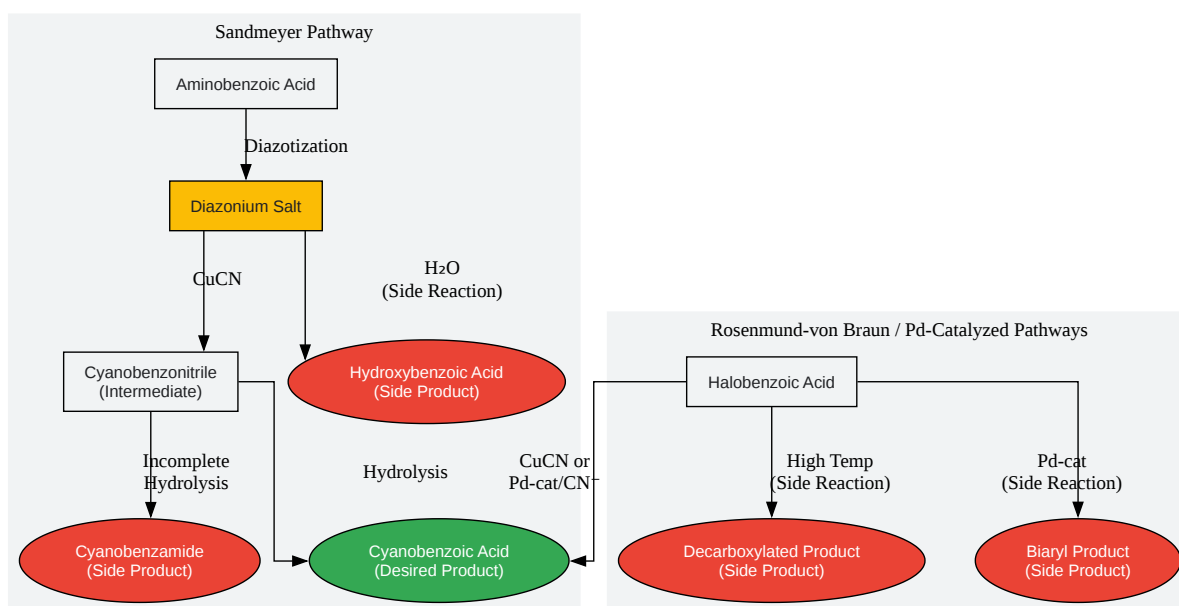 Sandmeyer Pathway
Aminobenzoic Acid
Diazotization
Diazonium Salt
CuCN
H₂O
(Side Reaction)
Cyanobenzonitrile
(Intermediate)
Hydroxybenzoic Acid
(Side Product)
Incomplete
Hydrolysis
Hydrolysis
Cyanobenzamide
(Side Product)
Cyanobenzoic Acid
(Desired Product)
Rosenmund-von Braun / Pd-Catalyzed Pathways
Halobenzoic Acid
CuCN or
Pd-cat/CN⁻
High Temp
(Side Reaction)
Pd-cat
(Side Reaction)
Decarboxylated Product
(Side Product)
Biaryl Product
(Side Product)